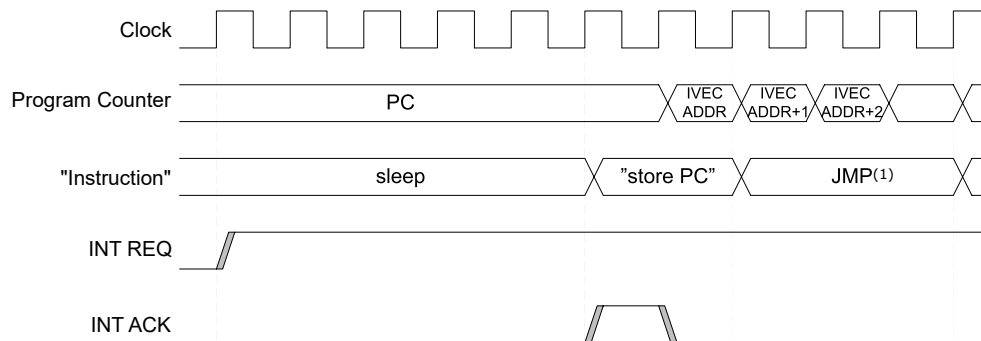 Clock
Program Counter PC IVEC ADDR IVEC ADDR+1 IVEC ADDR+2
"Instruction" sleep ”store PC” JMP(1)
INT REQ
INT ACK